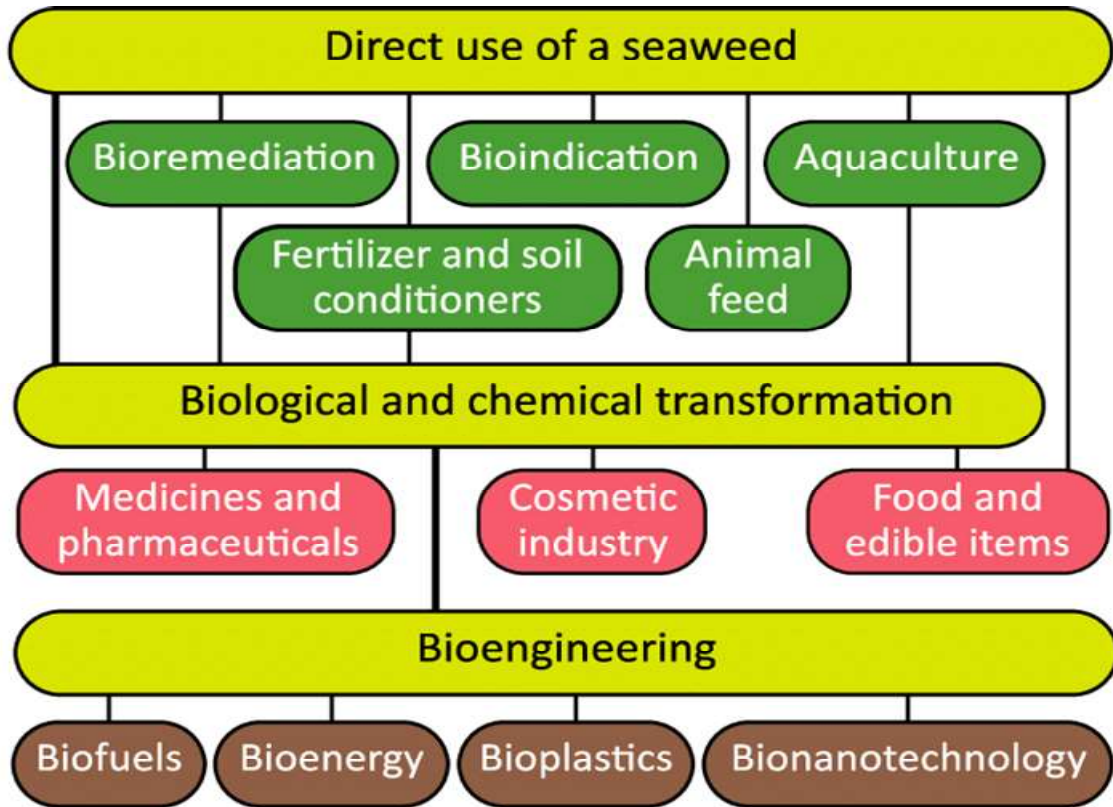 Direct use of a seaweed
Bioremediation
Bioindication
Aquaculture
Fertilizer and soil
conditioners
Animal
feed
Biological and chemical transformation
Medicines and
pharmaceuticals
Cosmetic
industry
Food and
edible items
Bioengineering
Biofuels
Bioenergy
Bioplastics
Bionanotechnology